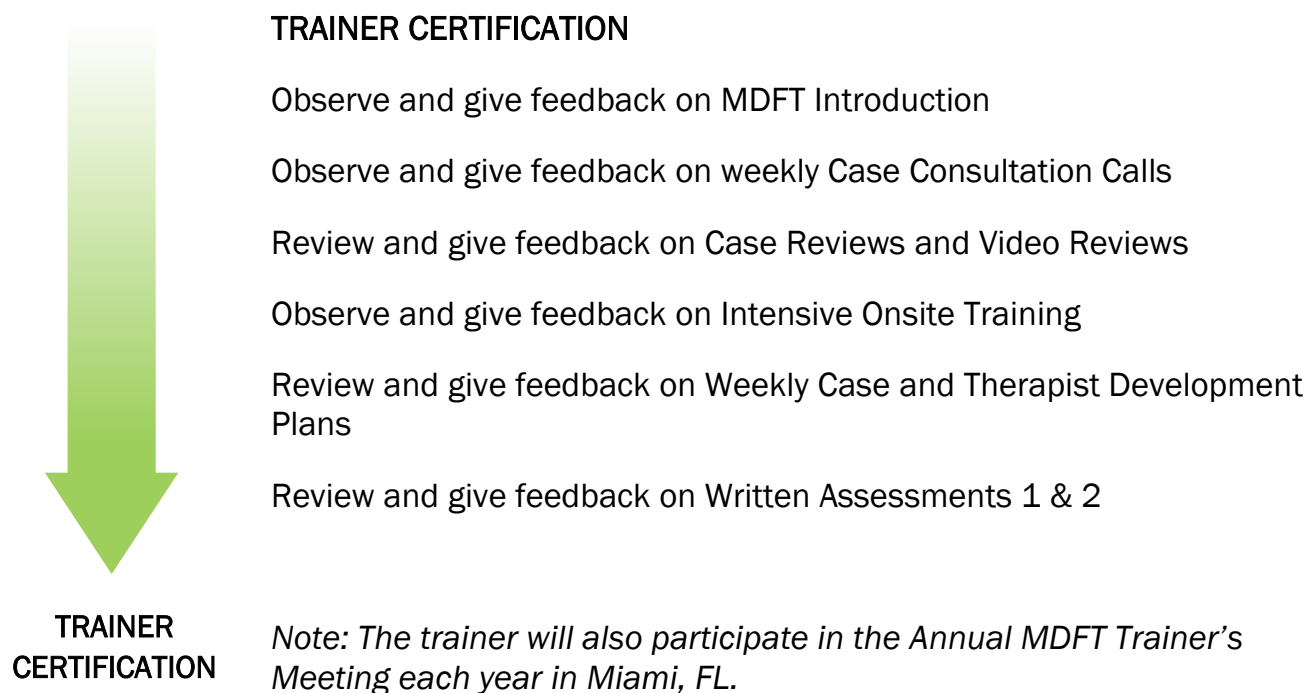 TRAINER CERTIFICATION
Observe and give feedback on MDFT Introduction
Observe and give feedback on weekly Case Consultation Calls
Review and give feedback on Case Reviews and Video Reviews
Observe and give feedback on Intensive Onsite Training
Review and give feedback on Weekly Case and Therapist Development
Plans
Review and give feedback on Written Assessments 1 & 2
TRAINER
CERTIFICATION
Note: The trainer will also participate in the Annual MDFT Trainer’s
Meeting each year in Miami, FL.